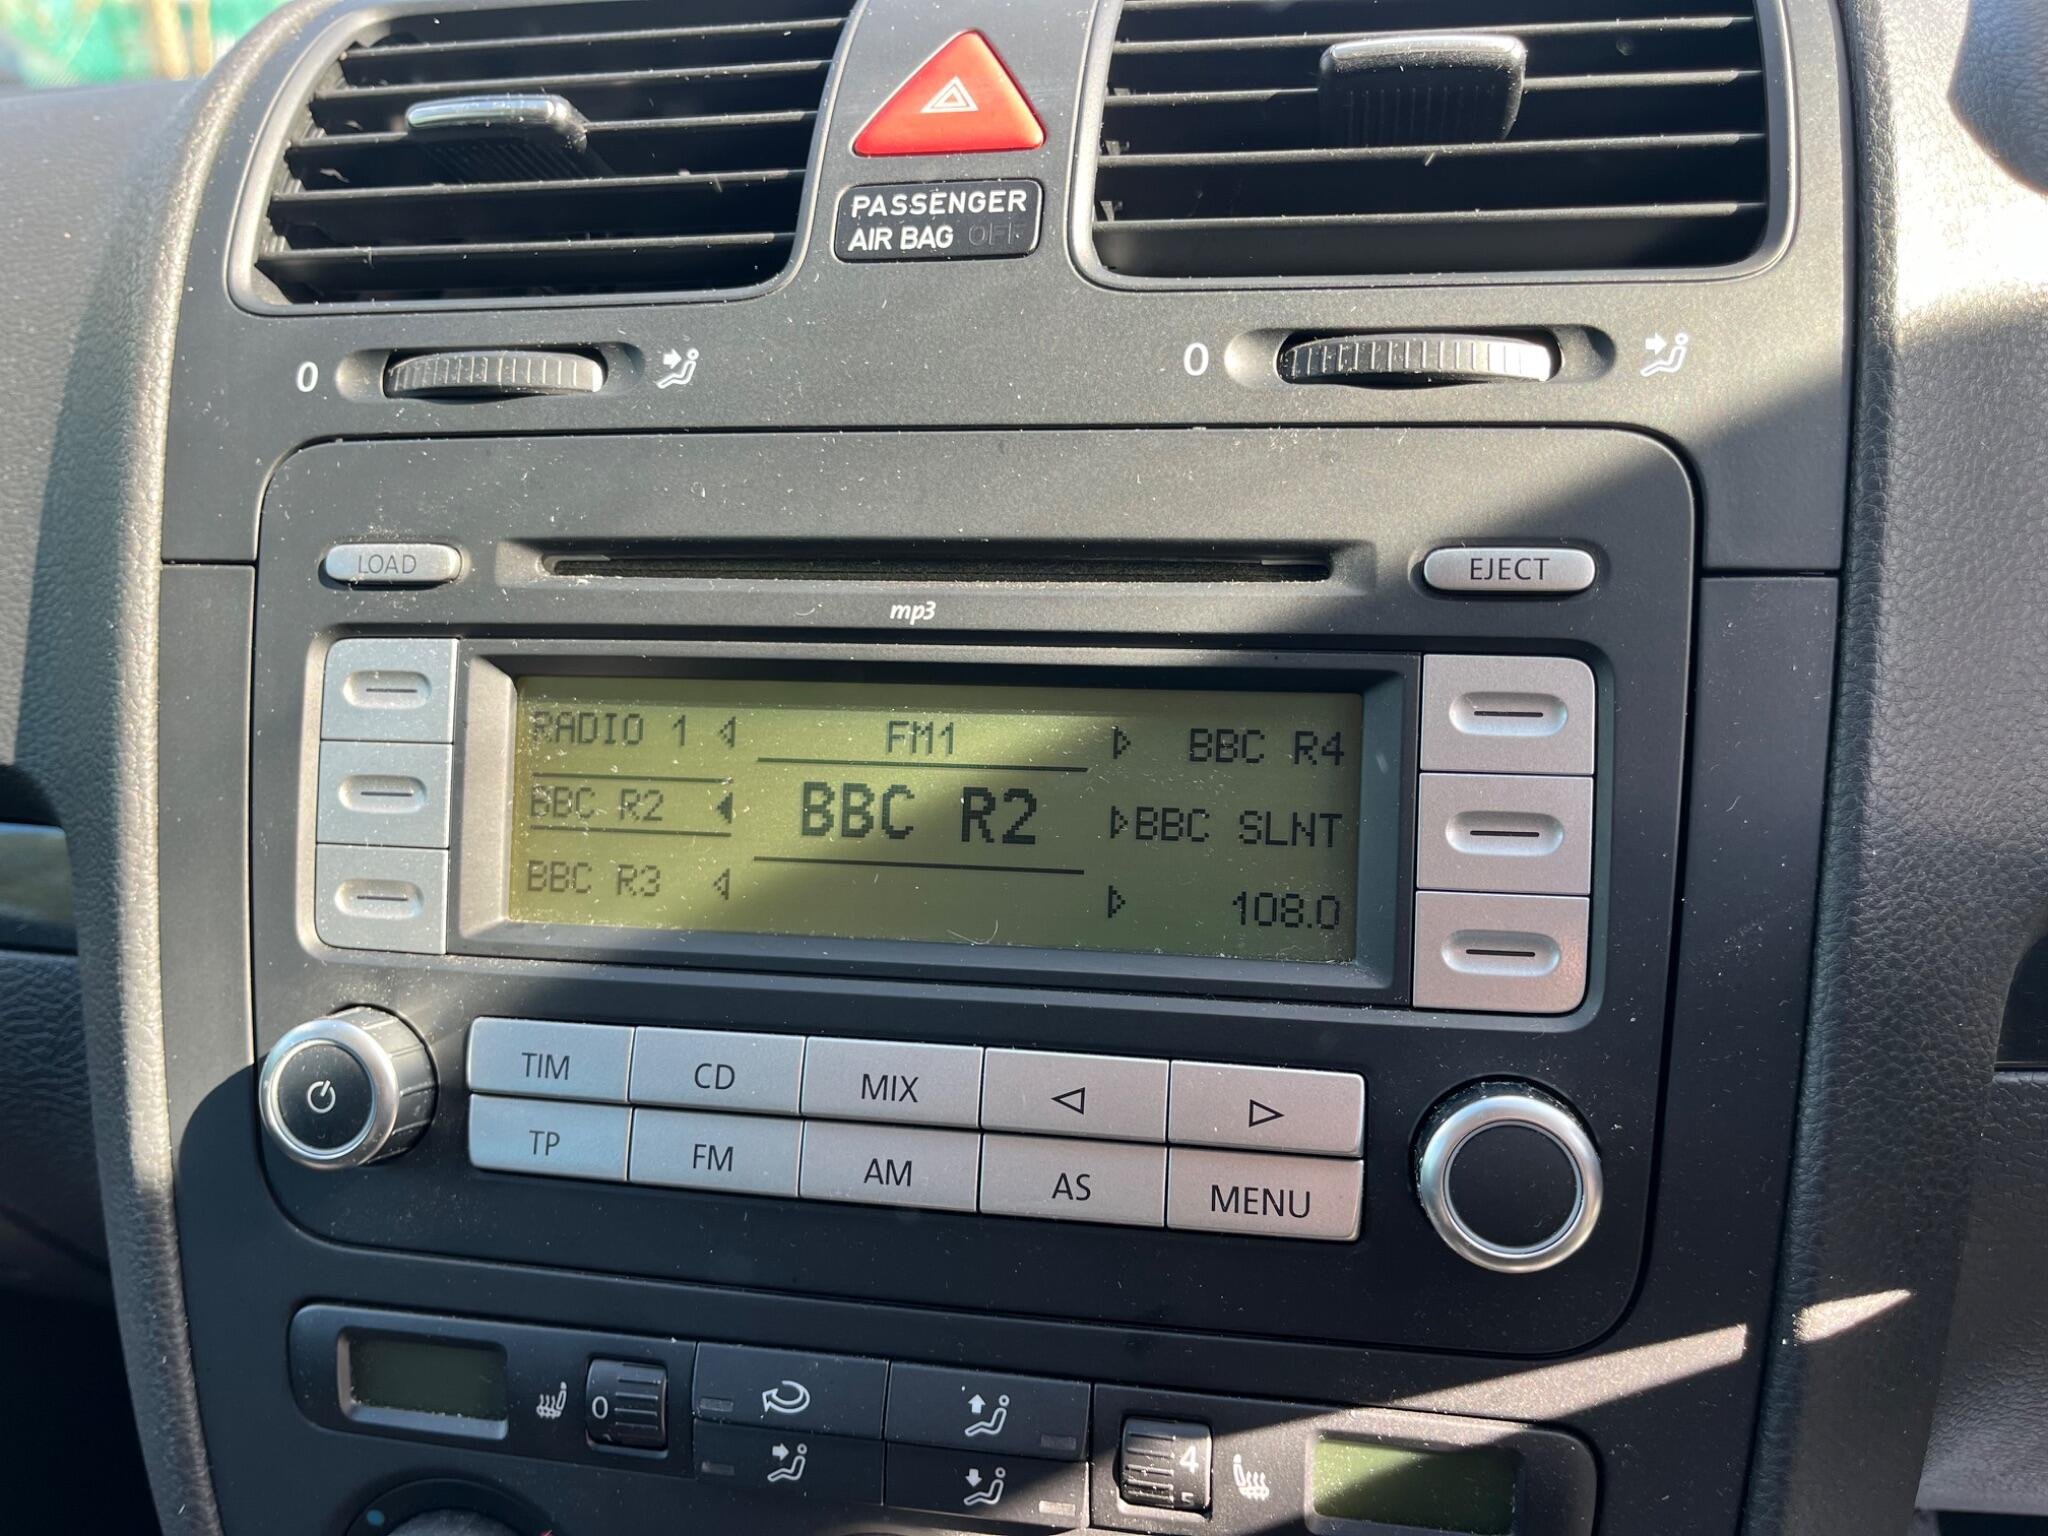 PASSENGER
AIR BAG OFF
0
0
LOAD
EJECT
mp3
RADIO 1
FM1
BBC R4
BBC R2
BBC R2
BBC SLNT
BBC R3
108.0
TIM
CD
MIX
TP
FM
AM
AS
MENU
0
4
5